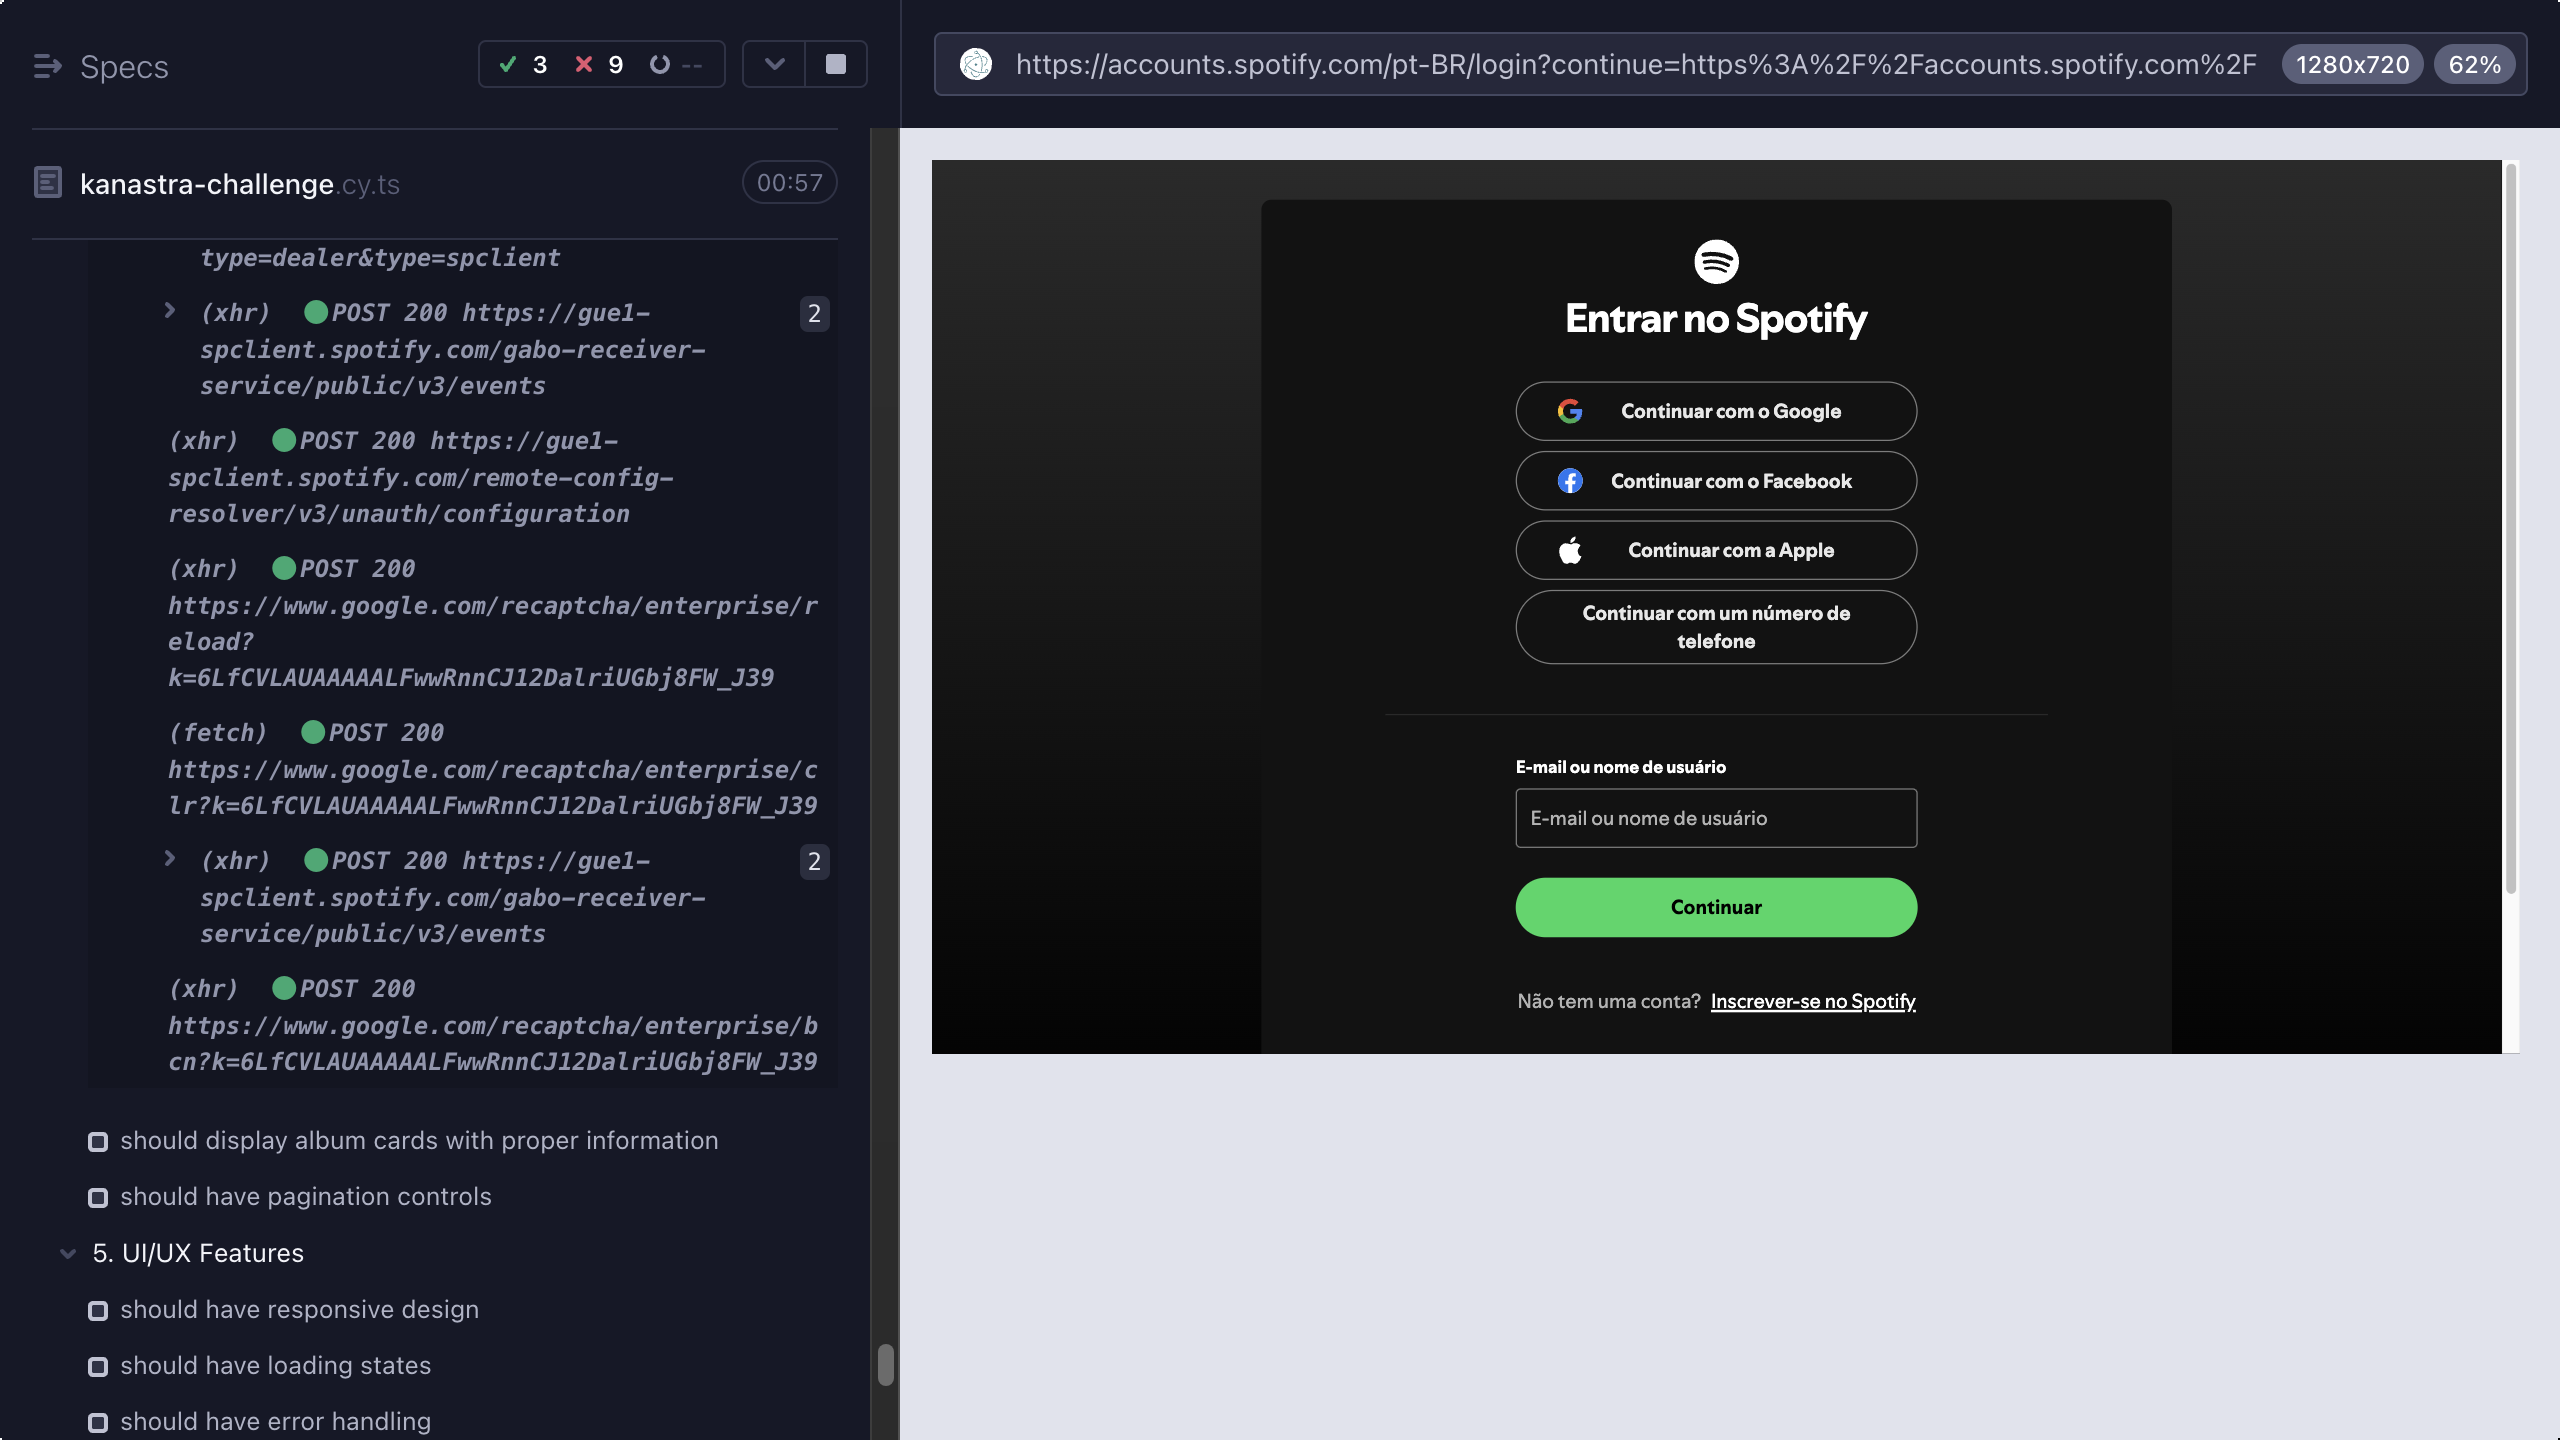 Specs
3
9
--
https://accounts.spotify.com/pt-BR/login?continue=https%3A%2F%2Faccounts.spotify.com%2F
1280x720
62%
kanastra-challenge.cy.ts
00:57
type=dealer&type=spclient
(xhr) POST 200 https://gue1-
spclient.spotify.com/gabo-receiver-
service/public/v3/events
2
(xhr) POST 200 https://gue1-
spclient.spotify.com/remote-config-
resolver/v3/unauth/configuration
(xhr) POST 200
https://www.google.com/recaptcha/enterprise/r
eload?
k=6LfCVLAUAAAAALFwwRnnCJ12DalriUGbj8FW_J39
(fetch) POST 200
https://www.google.com/recaptcha/enterprise/c
lr?k=6LfCVLAUAAAAALFwwRnnCJ12DalriUGbj8FW_J39
(xhr) POST 200 https://gue1-
spclient.spotify.com/gabo-receiver-
service/public/v3/events
2
(xhr) POST 200
https://www.google.com/recaptcha/enterprise/b
cn?k=6LfCVLAUAAAAALFwwRnnCJ12DalriUGbj8FW_J39
should display album cards with proper information
should have pagination controls
5. UI/UX Features
should have responsive design
should have loading states
should have error handling
Entrar no Spotify
Continuar com o Google
Continuar com o Facebook
Continuar com a Apple
Continuar com um número de
telefone
E-mail ou nome de usuário
E-mail ou nome de usuário
Continuar
Não tem uma conta? Inscrever-se no Spotify